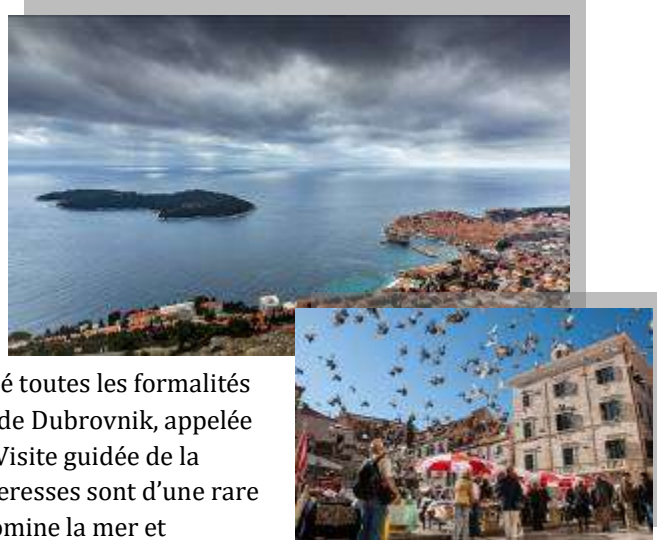 é toutes les formalités
de Dubrovnik, appelée
Visite guidée de la
eresses sont d’une rare
omine la mer et